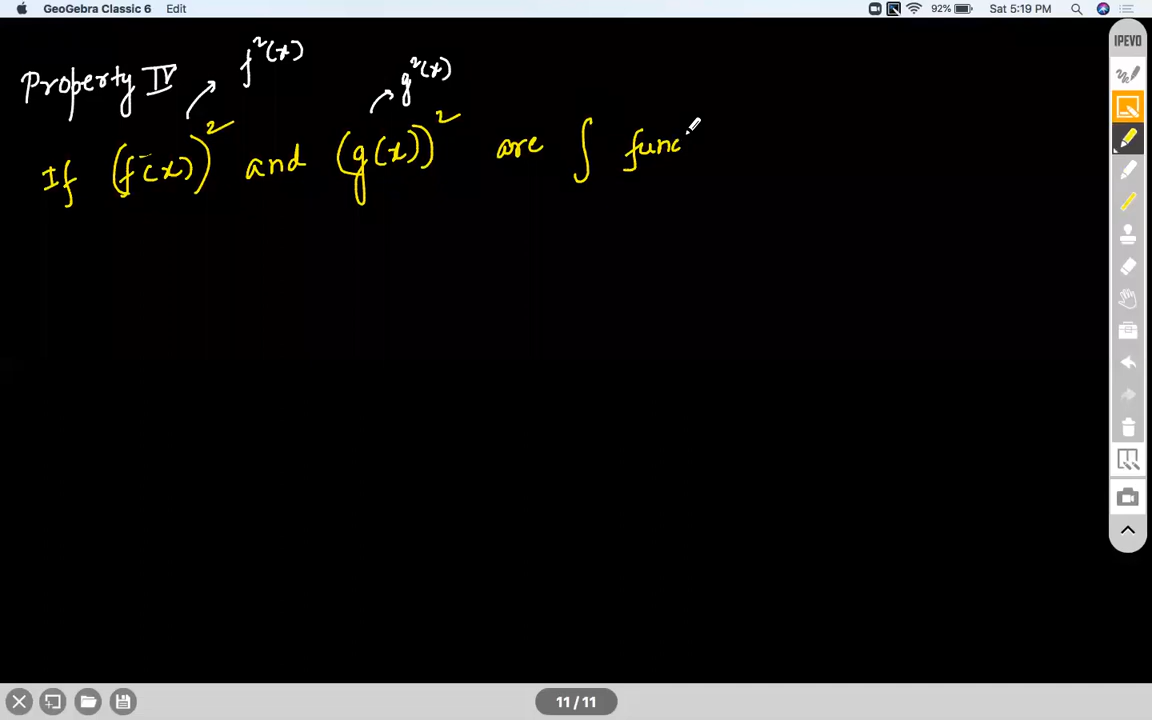 GeoGebra Classic 6 Edit 92% Sat 5:19 PM
IPEVO
f²(x)
g²(x)
Property IV
If (f(x))² and (g(x))² are ∫ func
11 / 11